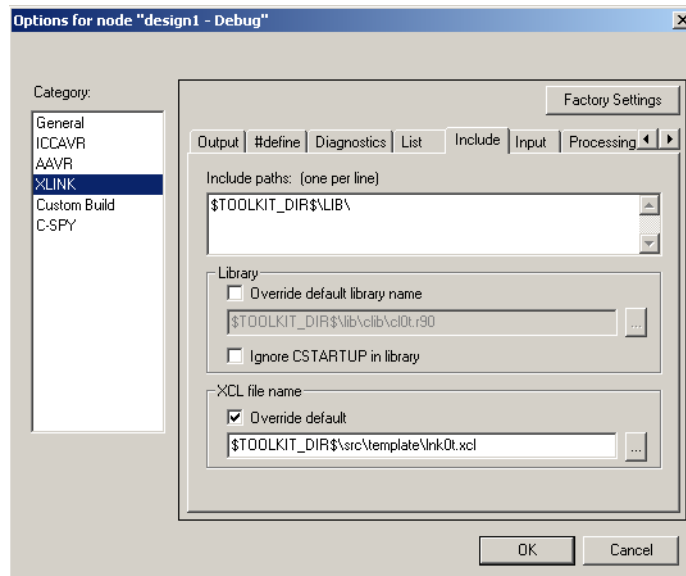 Options for node "design1 - Debug"
Category:
General
ICCAVR
AAVR
XLINK
Custom Build
C-SPY
Factory Settings
Output
#define
Diagnostics
List
Include
Input
Processing
Include paths: (one per line)
$TOOLKIT_DIR$\LIB\
Library
Override default library name
$TOOLKIT_DIR$\lib\clib\cl0t.r90
...
Ignore CSTARTUP in library
XCL file name
Override default
$TOOLKIT_DIR$\src\template\lnk0t.xcl
...
OK
Cancel